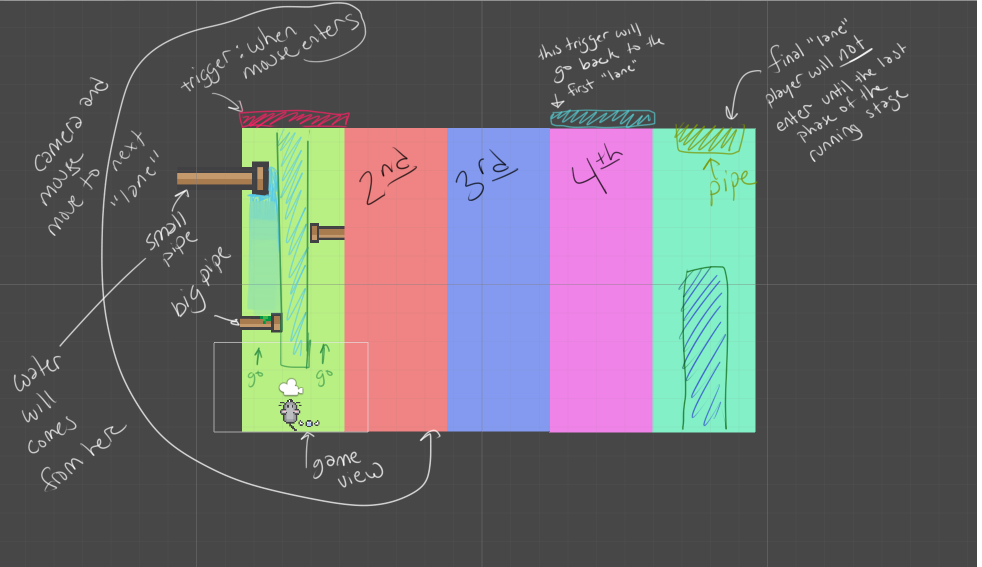 trigger: when
mouse enters
this trigger will
go back to the
first "lane"
final "lane"
player will not
enter until the last
phase of the
running stage
camera and
mouse
move to next
"lane"
2nd
3rd
4th
pipe
small
pipe
big pipe
go
go
water
will
comes
from here
game
view